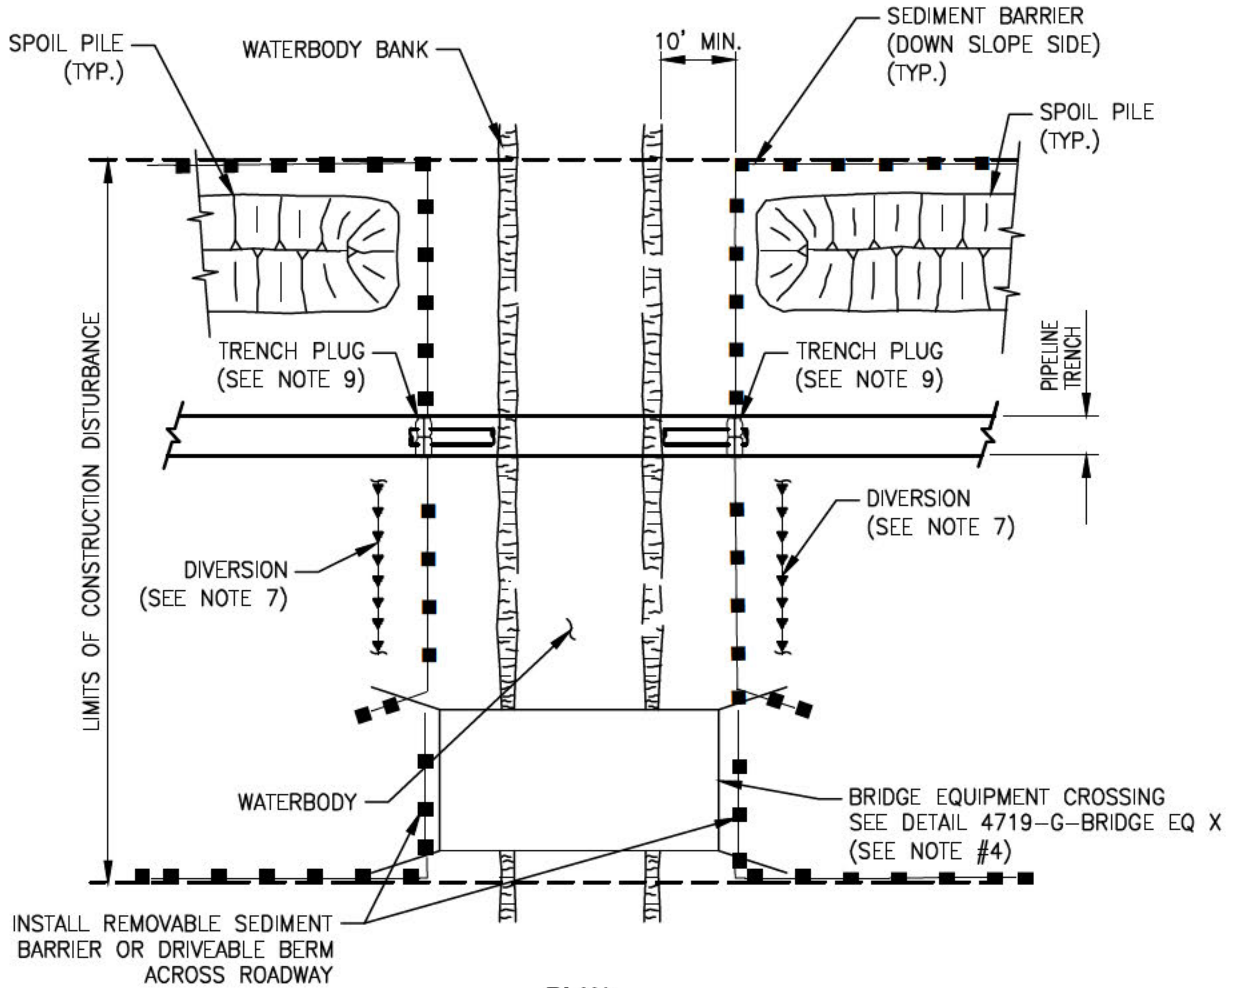 SPOIL PILE
(TYP.)
WATERBODY BANK
10' MIN.
SEDIMENT BARRIER
(DOWN SLOPE SIDE)
(TYP.)
SPOIL PILE
(TYP.)
LIMITS OF CONSTRUCTION DISTURBANCE
TRENCH PLUG
(SEE NOTE 9)
TRENCH PLUG
(SEE NOTE 9)
PIPELINE
TRENCH
DIVERSION
(SEE NOTE 7)
DIVERSION
(SEE NOTE 7)
WATERBODY
BRIDGE EQUIPMENT CROSSING
SEE DETAIL 4719-G-BRIDGE EQ X
(SEE NOTE #4)
INSTALL REMOVABLE SEDIMENT
BARRIER OR DRIVEABLE BERM
ACROSS ROADWAY